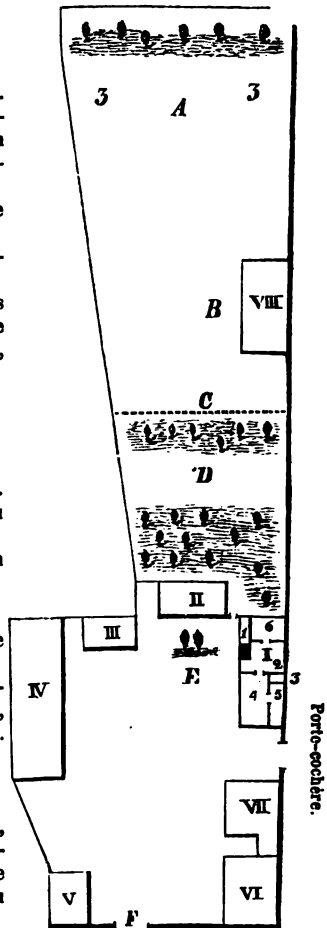 3 A 3
B VIII
C
D
II
III 1 6
I
2
E 4 5 3
IV
Porte-cochère.
VII
V F VI